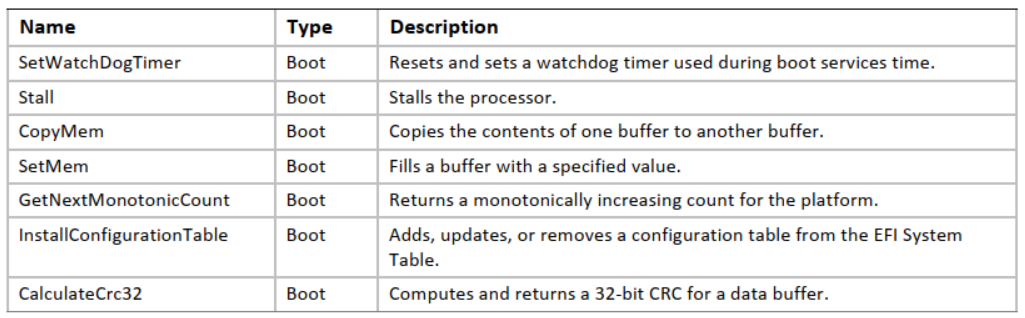 Name Type Description
SetWatchDogTimer Boot Resets and sets a watchdog timer used during boot services time.
Stall Boot Stalls the processor.
CopyMem Boot Copies the contents of one buffer to another buffer.
SetMem Boot Fills a buffer with a specified value.
GetNextMonotonicCount Boot Returns a monotonically increasing count for the platform.
InstallConfigurationTable Boot Adds, updates, or removes a configuration table from the EFI System
Table.
CalculateCrc32 Boot Computes and returns a 32-bit CRC for a data buffer.